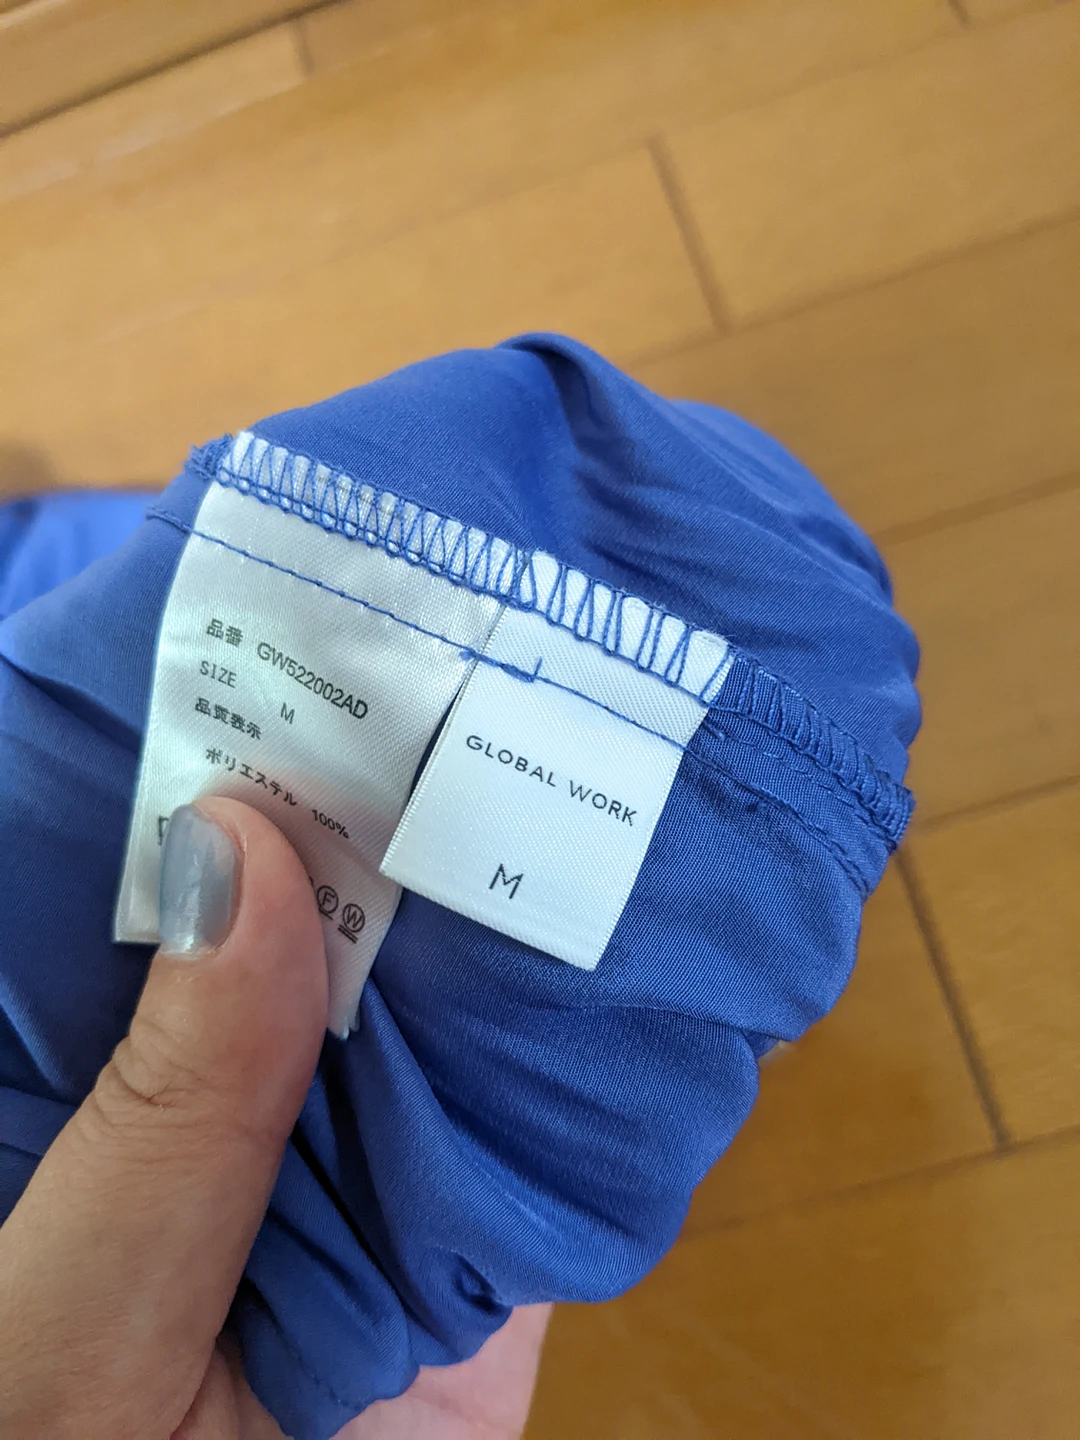 品番 GW522002AD
SIZE M
品質表示
ポリエステル 100%
F W
GLOBAL WORK
M